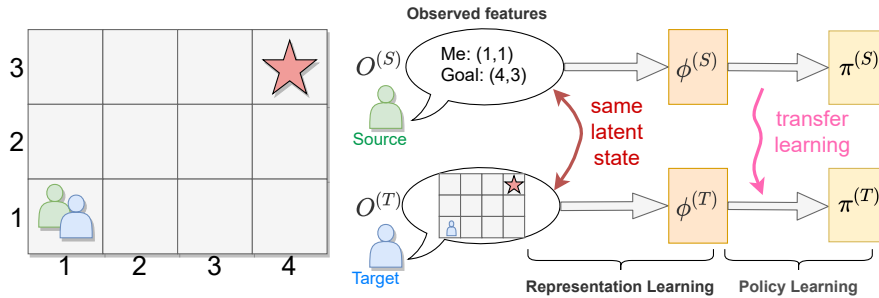 3
2
1
1
2
3
4
Observed features
O^{(S)}
Me: (1,1)
Goal: (4,3)
Source
same
latent
state
ϕ^{(S)}
π^{(S)}
transfer
learning
O^{(T)}
Target
ϕ^{(T)}
π^{(T)}
Representation Learning
Policy Learning